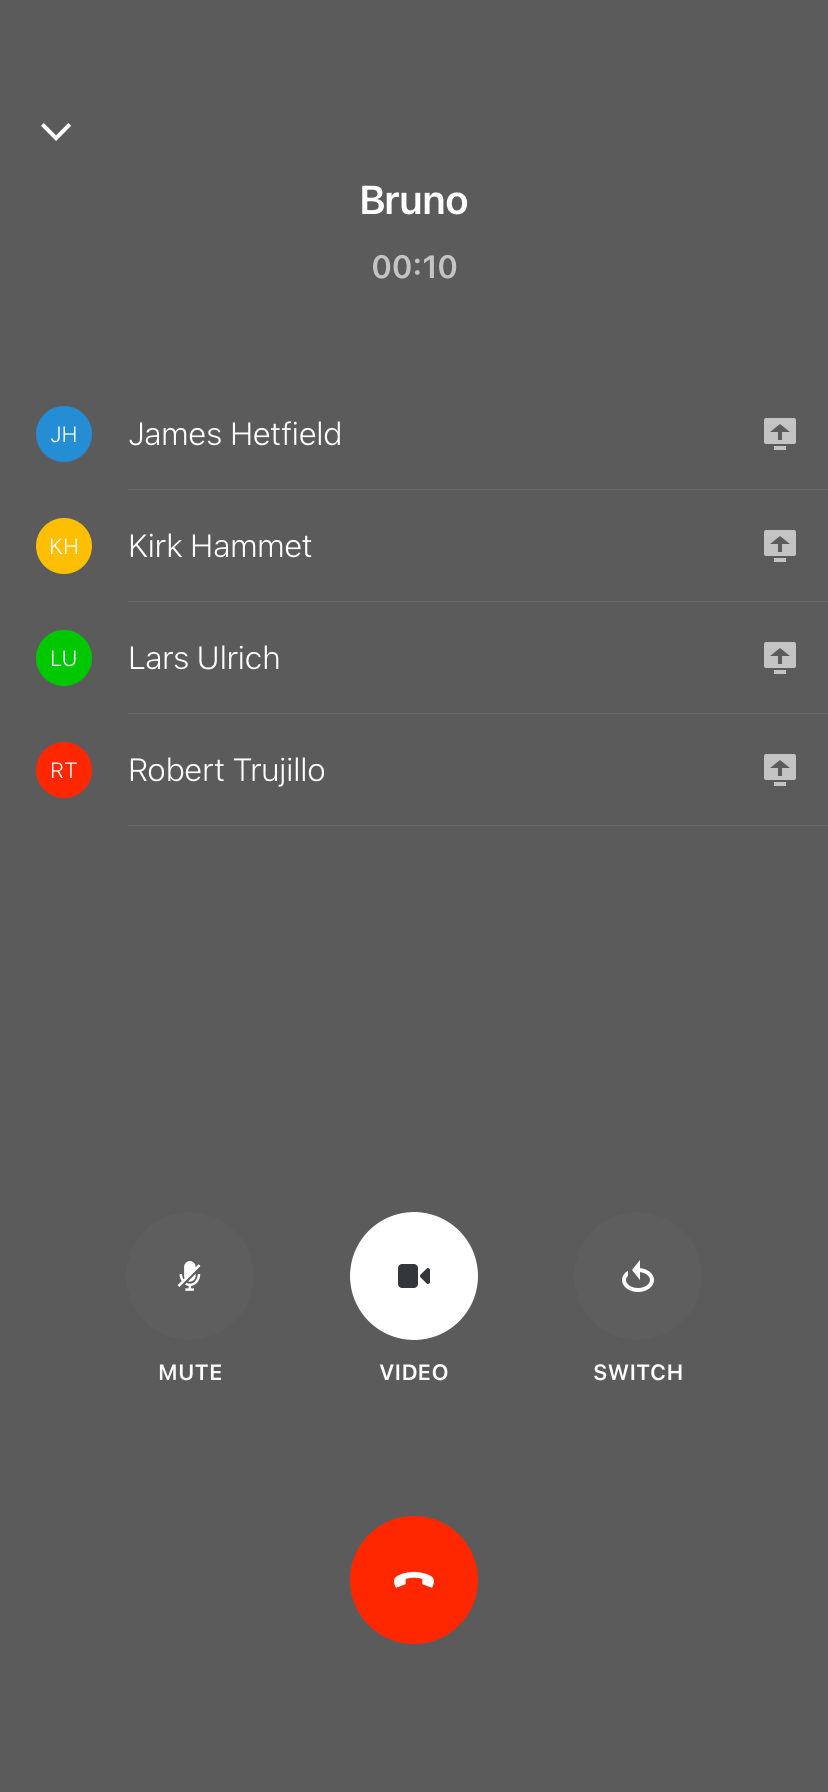 Bruno
00:10
JH James Hetfield
KH Kirk Hammet
LU Lars Ulrich
RT Robert Trujillo
MUTE VIDEO SWITCH